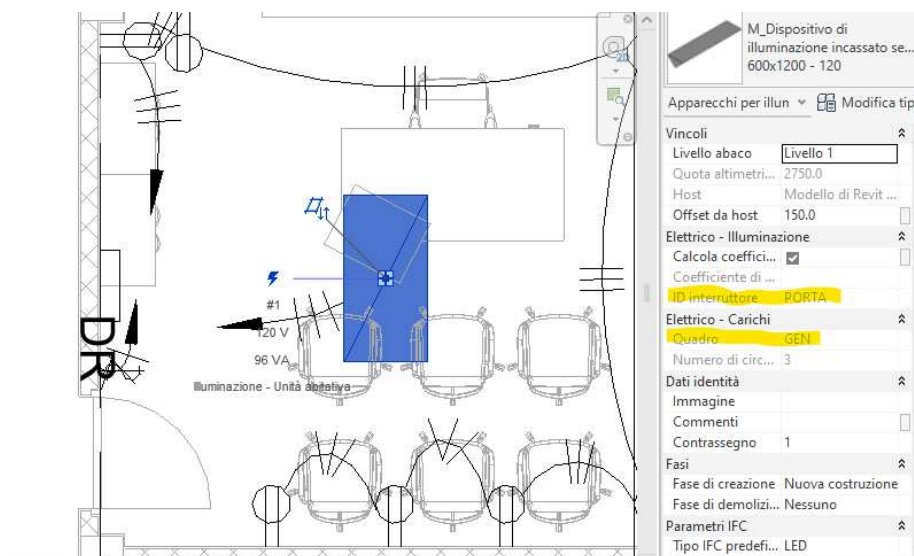 2D
#1
120 V
96 VA
Illuminazione - Unità abitativa
DR
M_Dispositivo di
illuminazione incassato se...
600x1200 - 120
Apparecchi per illun
Modifica tip
Vincoli
Livello abaco Livello 1
Quota altimetri... 2750.0
Host Modello di Revit ...
Offset da host 150.0
Elettrico - Illuminazione
Calcola coeffici...
Coefficiente di ...
ID interruttore PORTA
Elettrico - Carichi
Quadro GEN
Numero di circ... 3
Dati identità
Immagine
Commenti
Contrassegno 1
Fasi
Fase di creazione Nuova costruzione
Fase di demolizi... Nessuno
Parametri IFC
Tipo IFC predefi... LED